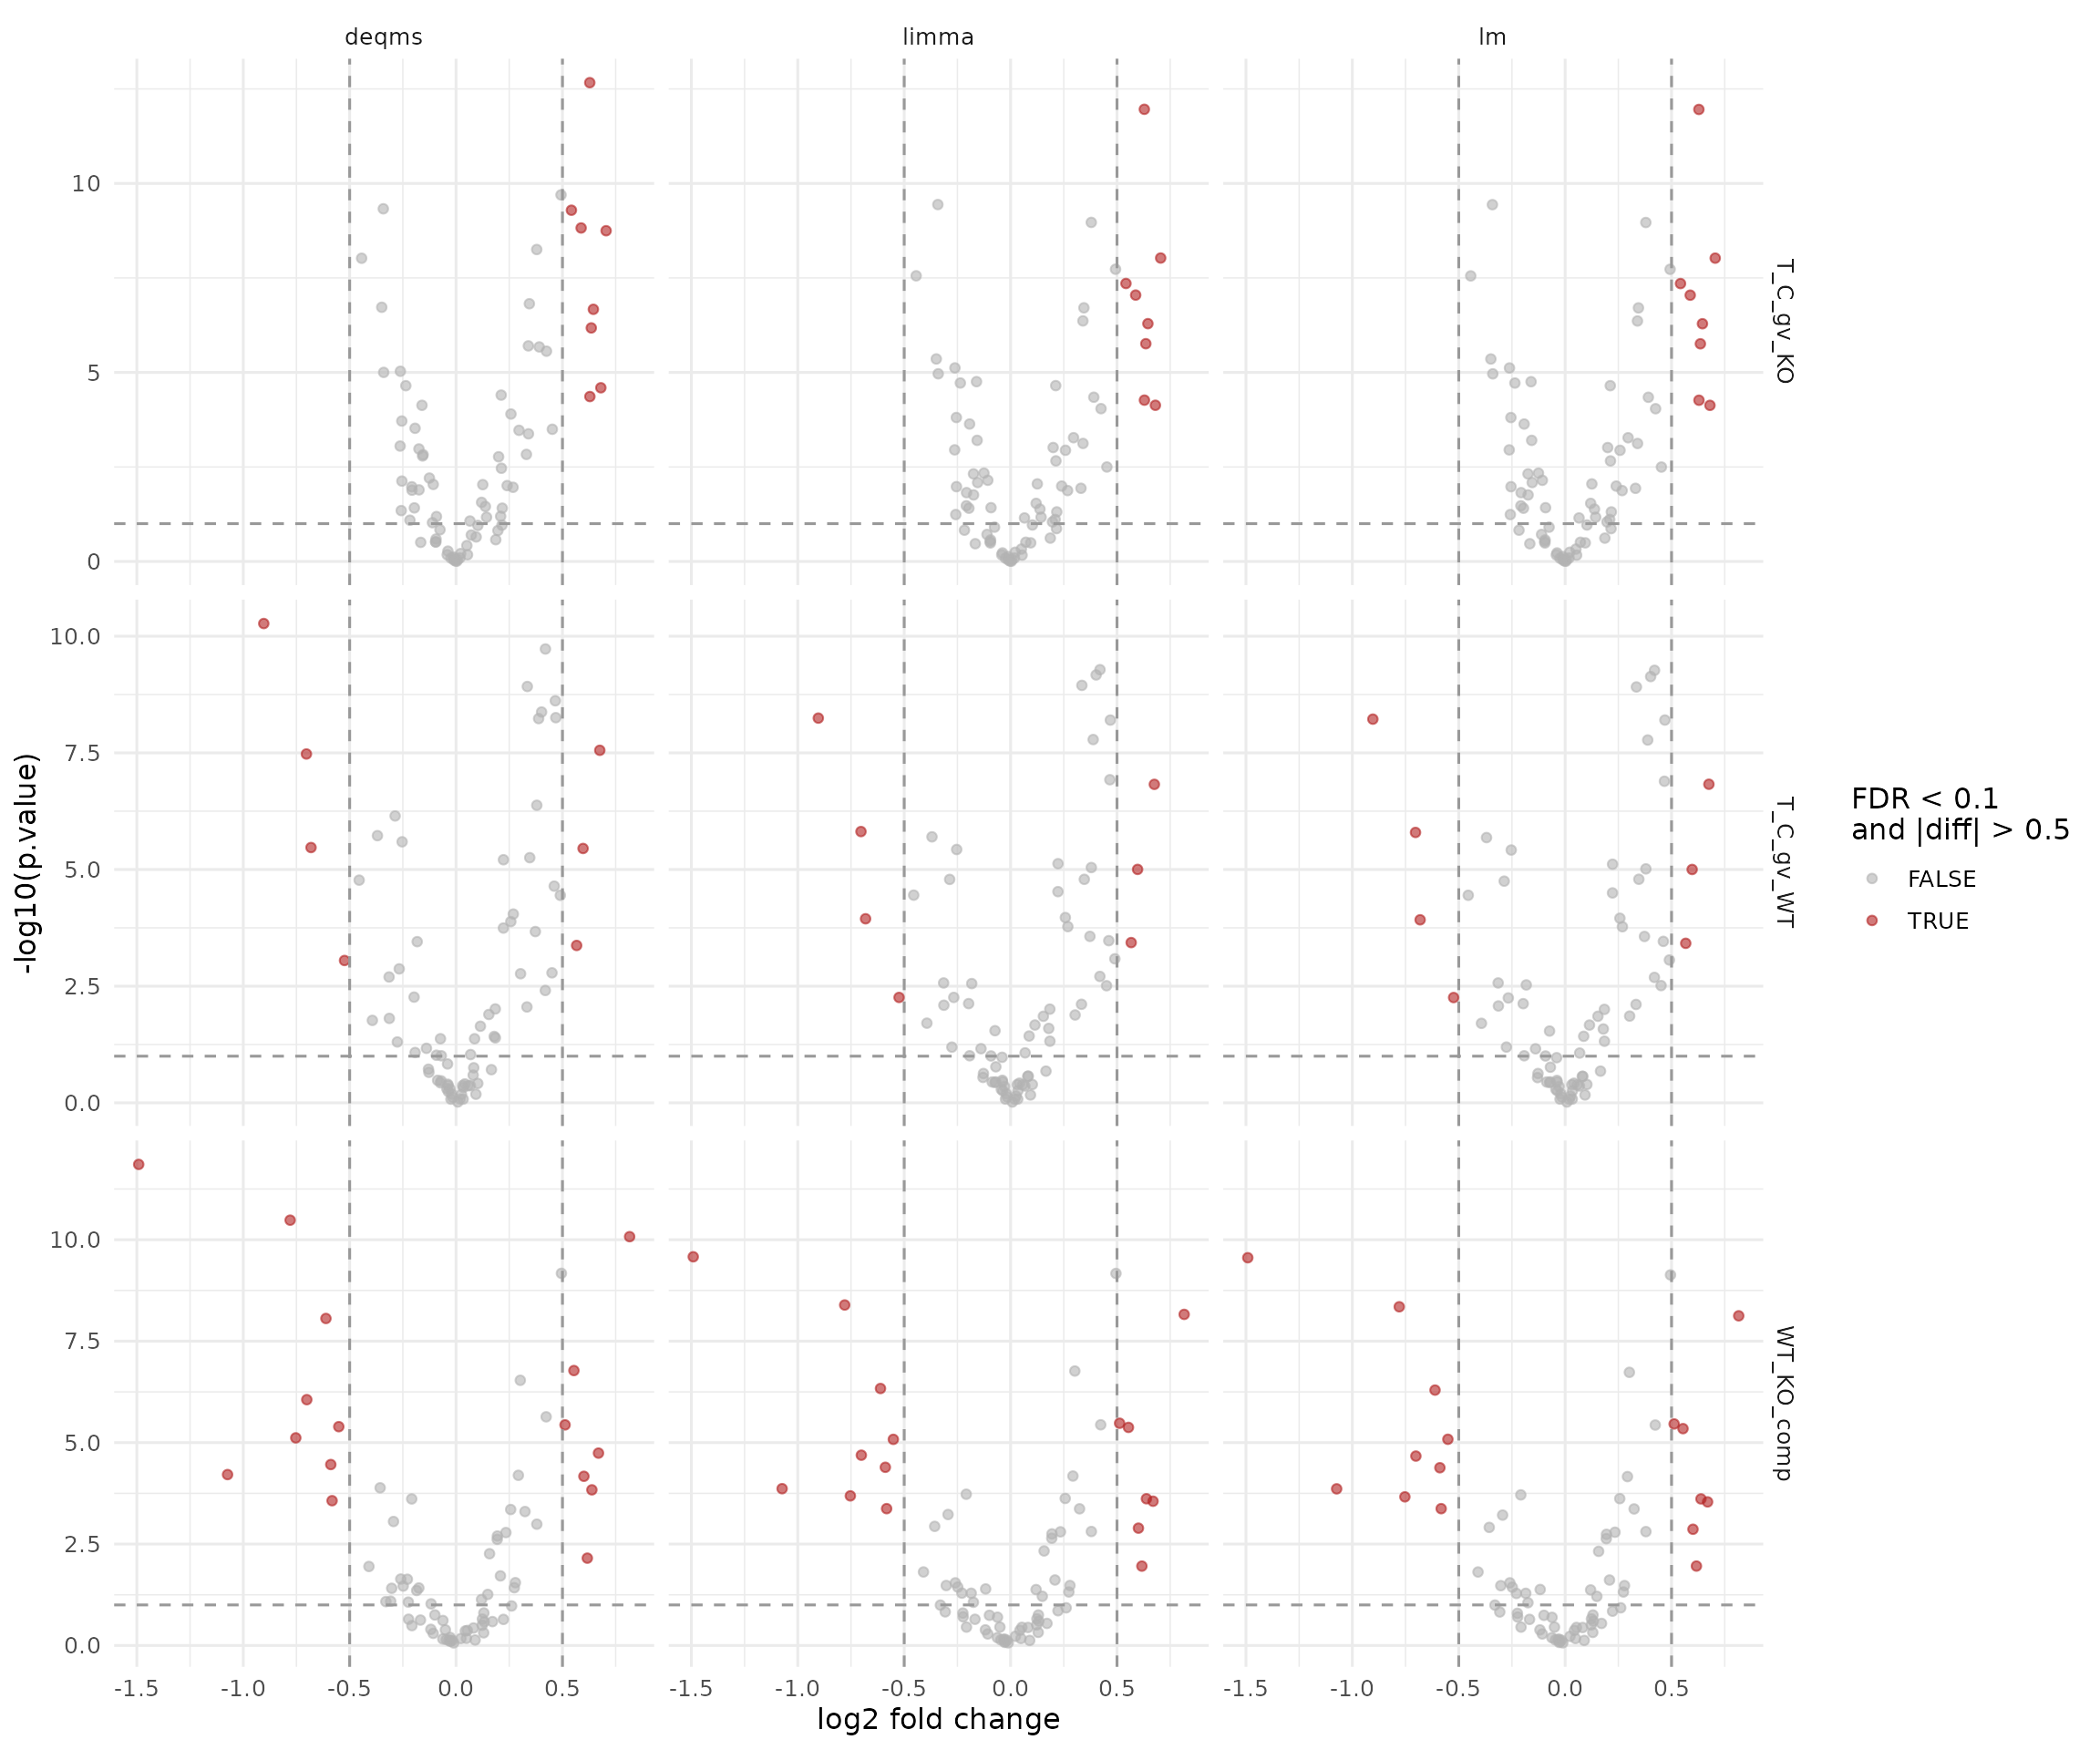 deqms limma lm
10
5
0
T_C_gv_KO
10.0
7.5
5.0
2.5
0.0
T_C_gv_WT
10.0
7.5
5.0
2.5
0.0
WT_KO_comp
-1.5 -1.0 -0.5 0.0 0.5 -1.5 -1.0 -0.5 0.0 0.5 -1.5 -1.0 -0.5 0.0 0.5
log2 fold change
-log10(p.value)
FDR < 0.1
and |diff| > 0.5
FALSE
TRUE